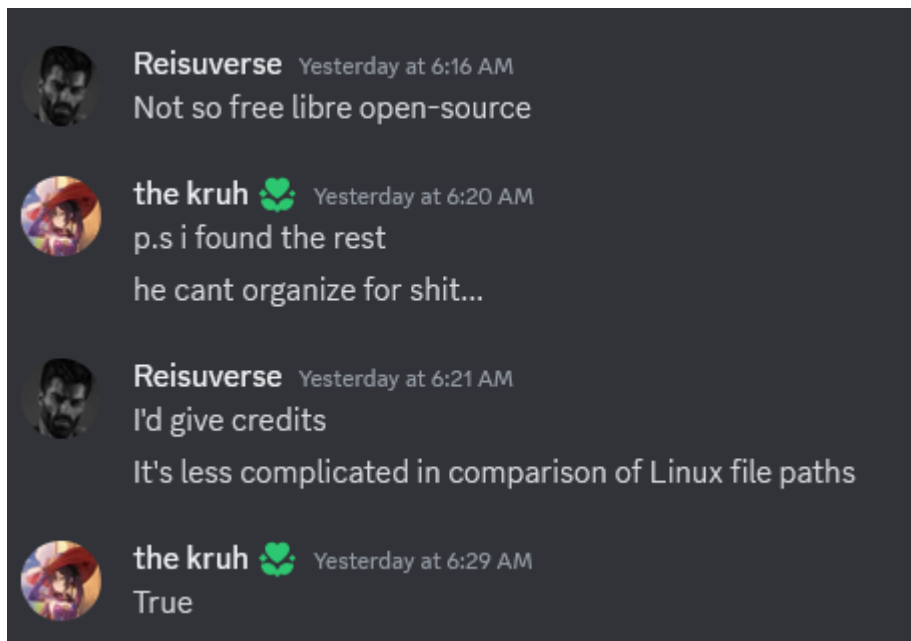 Reisuverse Yesterday at 6:16 AM
Not so free libre open-source
the kruh Yesterday at 6:20 AM
p.s i found the rest
he cant organize for shit...
Reisuverse Yesterday at 6:21 AM
I'd give credits
It's less complicated in comparison of Linux file paths
the kruh Yesterday at 6:29 AM
True